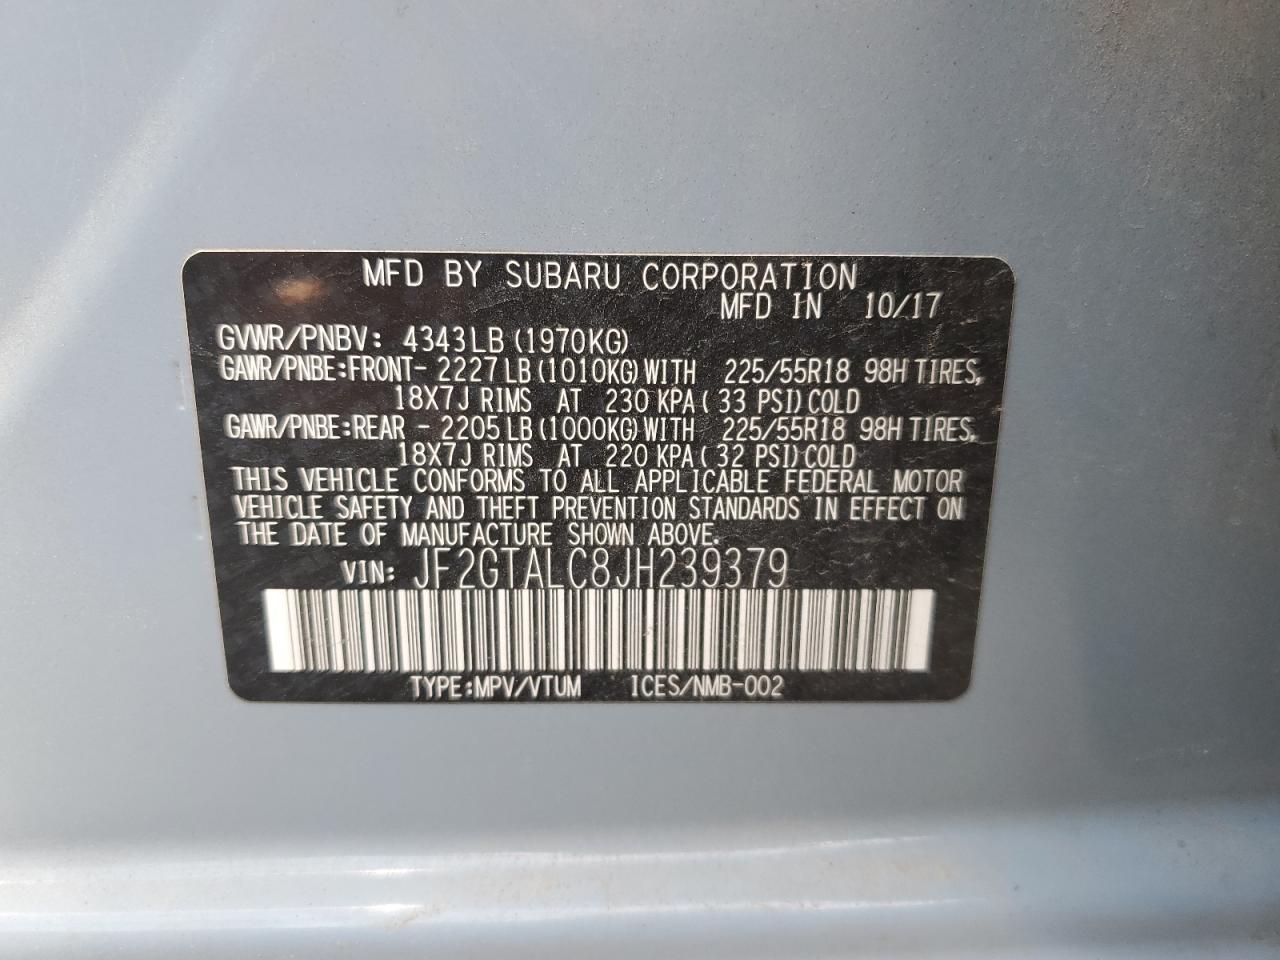 MFD BY SUBARU CORPORATION
MFD IN 10/17
GVWR/PNBV: 4343LB (1970KG)
GAWR/PNBE:FRONT- 2227LB (1010KG) WITH 225/55R18 98H TIRES,
18X7J RIMS AT 230 KPA( 33 PSI) COLD
GAWR/PNBE:REAR - 2205LB (1000KG) WITH 225/55R18 98H TIRES,
18X7J RIMS AT 220 KPA( 32 PSI) COLD
THIS VEHICLE CONFORMS TO ALL APPLICABLE FEDERAL MOTOR
VEHICLE SAFETY AND THEFT PREVENTION STANDARDS IN EFFECT ON
THE DATE OF MANUFACTURE SHOWN ABOVE.
VIN: JF2GTALC8JH239379
TYPE:MPV/VTUM ICES/NMB-002